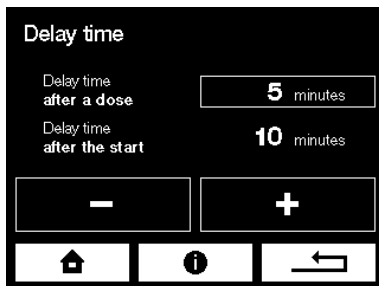 Delay time
Delay time
after a dose
5 minutes
Delay time
after the start
10 minutes
- +
i